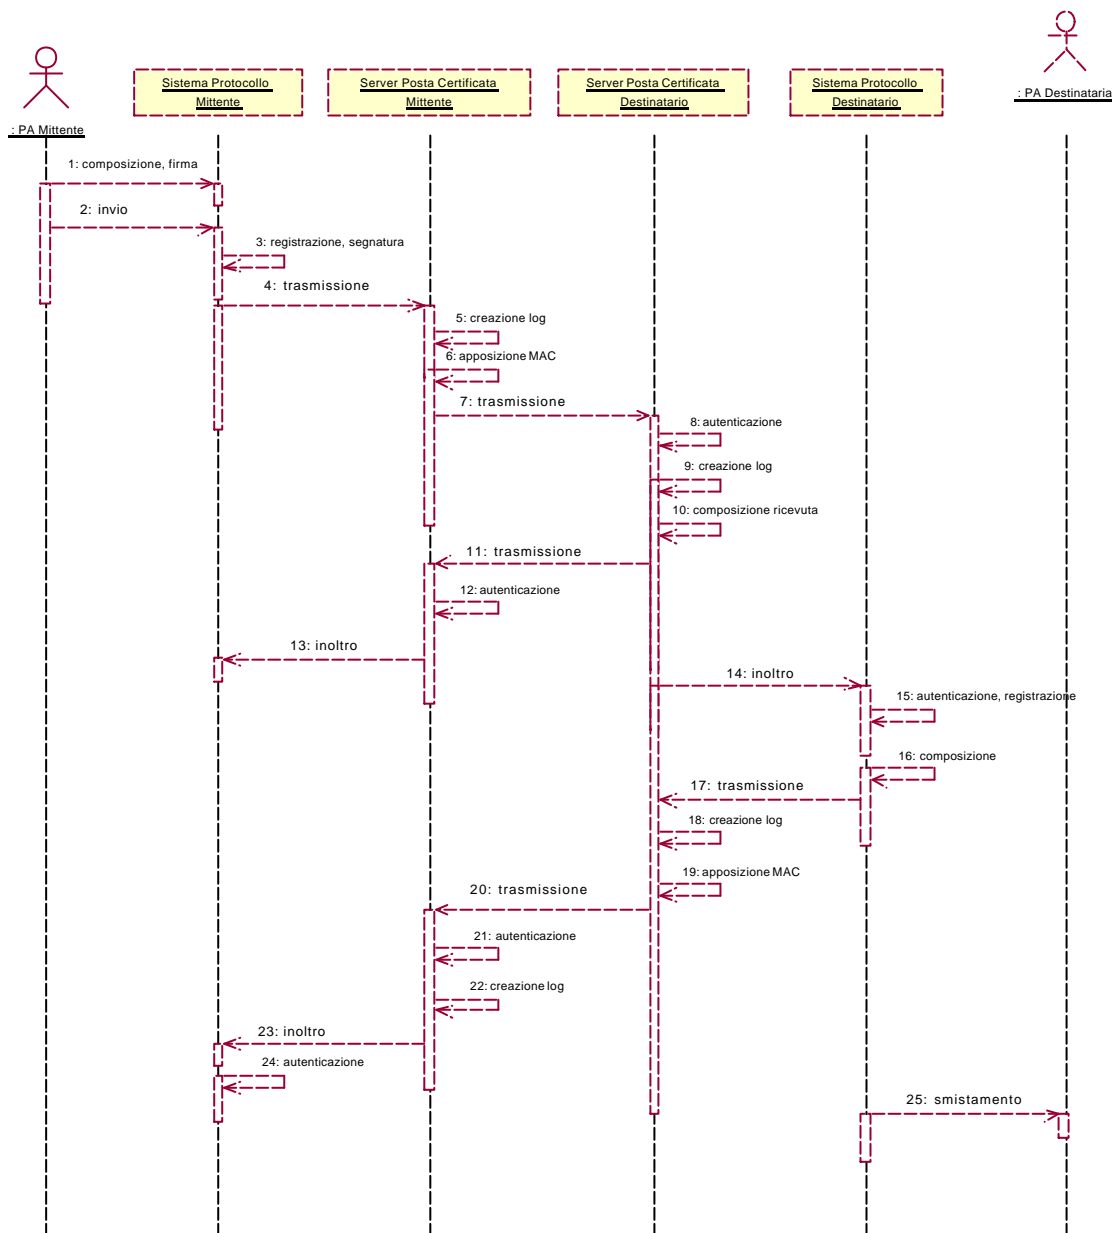 Sistema Protocollo
Mittente
Server Posta Certificata
Mittente
Server Posta Certificata
Destinatario
Sistema Protocollo
Destinatario
: PA Destinataria
: PA Mittente
1: composizione, firma
2: invio
3: registrazione, segnatura
4: trasmissione
5: creazione log
6: apposizione MAC
7: trasmissione
8: autenticazione
9: creazione log
10: composizione ricevuta
11: trasmissione
12: autenticazione
13: inoltro
14: inoltro
15: autenticazione, registrazione
16: composizione
17: trasmissione
18: creazione log
19: apposizione MAC
20: trasmissione
21: autenticazione
22: creazione log
23: inoltro
24: autenticazione
25: smistamento